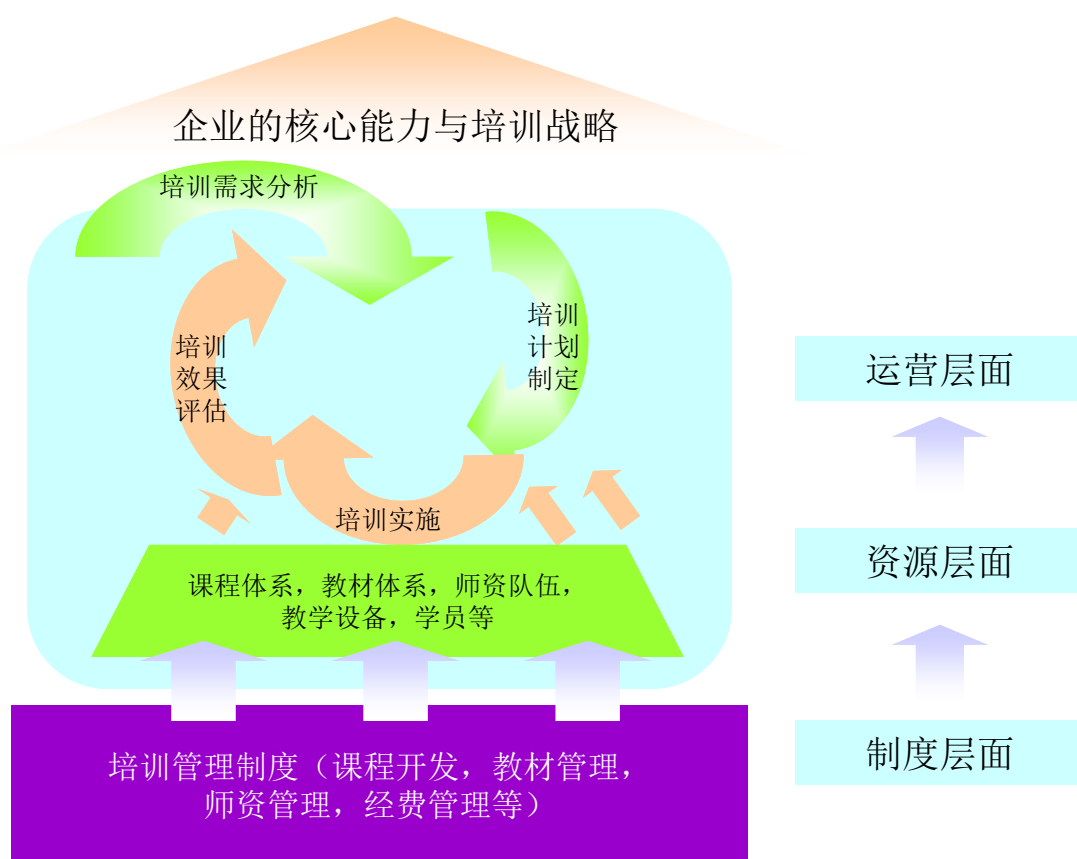 企业的核心能力与培训战略
培训需求分析
培训
计划
制定
培训
效果
评估
培训实施
课程体系，教材体系，师资队伍，
教学设备，学员等
培训管理制度（课程开发，教材管理，
师资管理，经费管理等）
运营层面
资源层面
制度层面